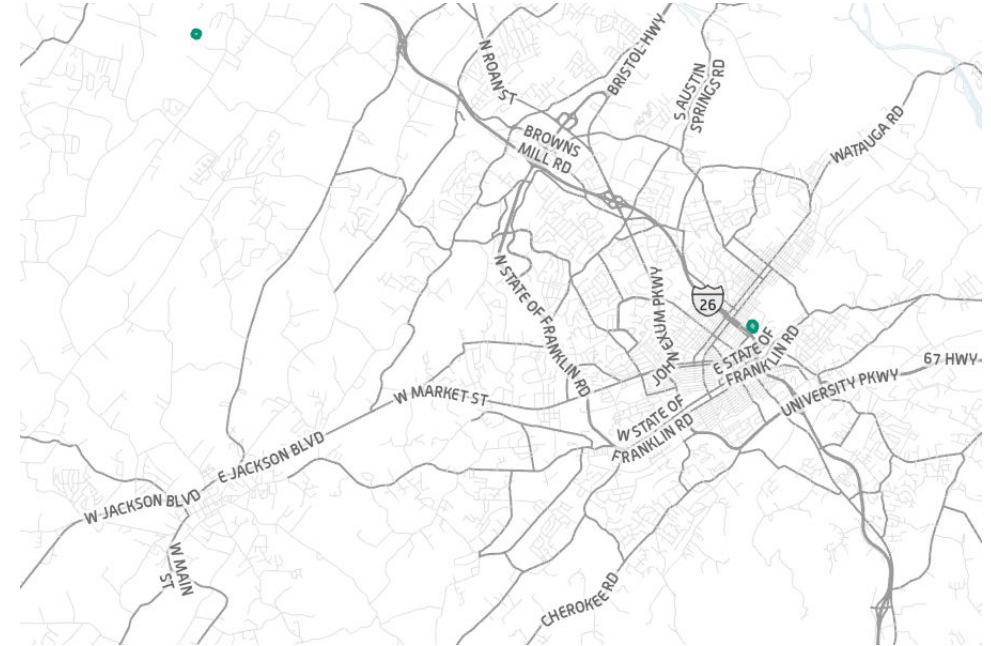 N ROAN ST
BRISTOL HWY
S AUSTIN
SPRINGS RD
BROWNS
MILL RD
WATAUGA RD
N STATE OF FRANKLIN RD
JOHN EXUM PKWY
26
E STATE OF
FRANKLIN RD
67 HWY
UNIVERSITY PKWY
W MARKET ST
W STATE OF
FRANKLIN RD
E JACKSON BLVD
W JACKSON BLVD
W MAIN
ST
CHEROKEE RD